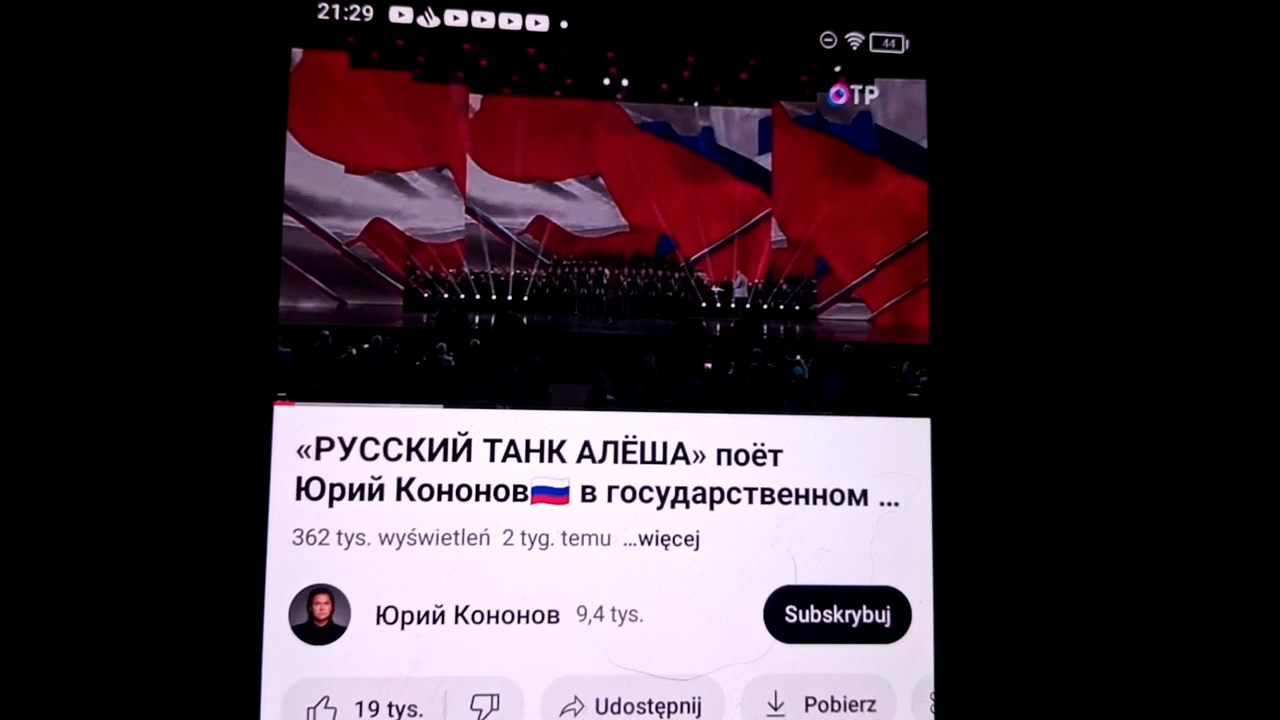 21:29
44
ОТР
«РУССКИЙ ТАНК АЛЁША» поёт
Юрий Кононов🇷🇺 в государственном ...
362 tys. wyświetleń 2 tyg. temu ...więcej
Юрий Кононов 9,4 tys. Subskrybuj
19 tys. Udostępnij Pobierz